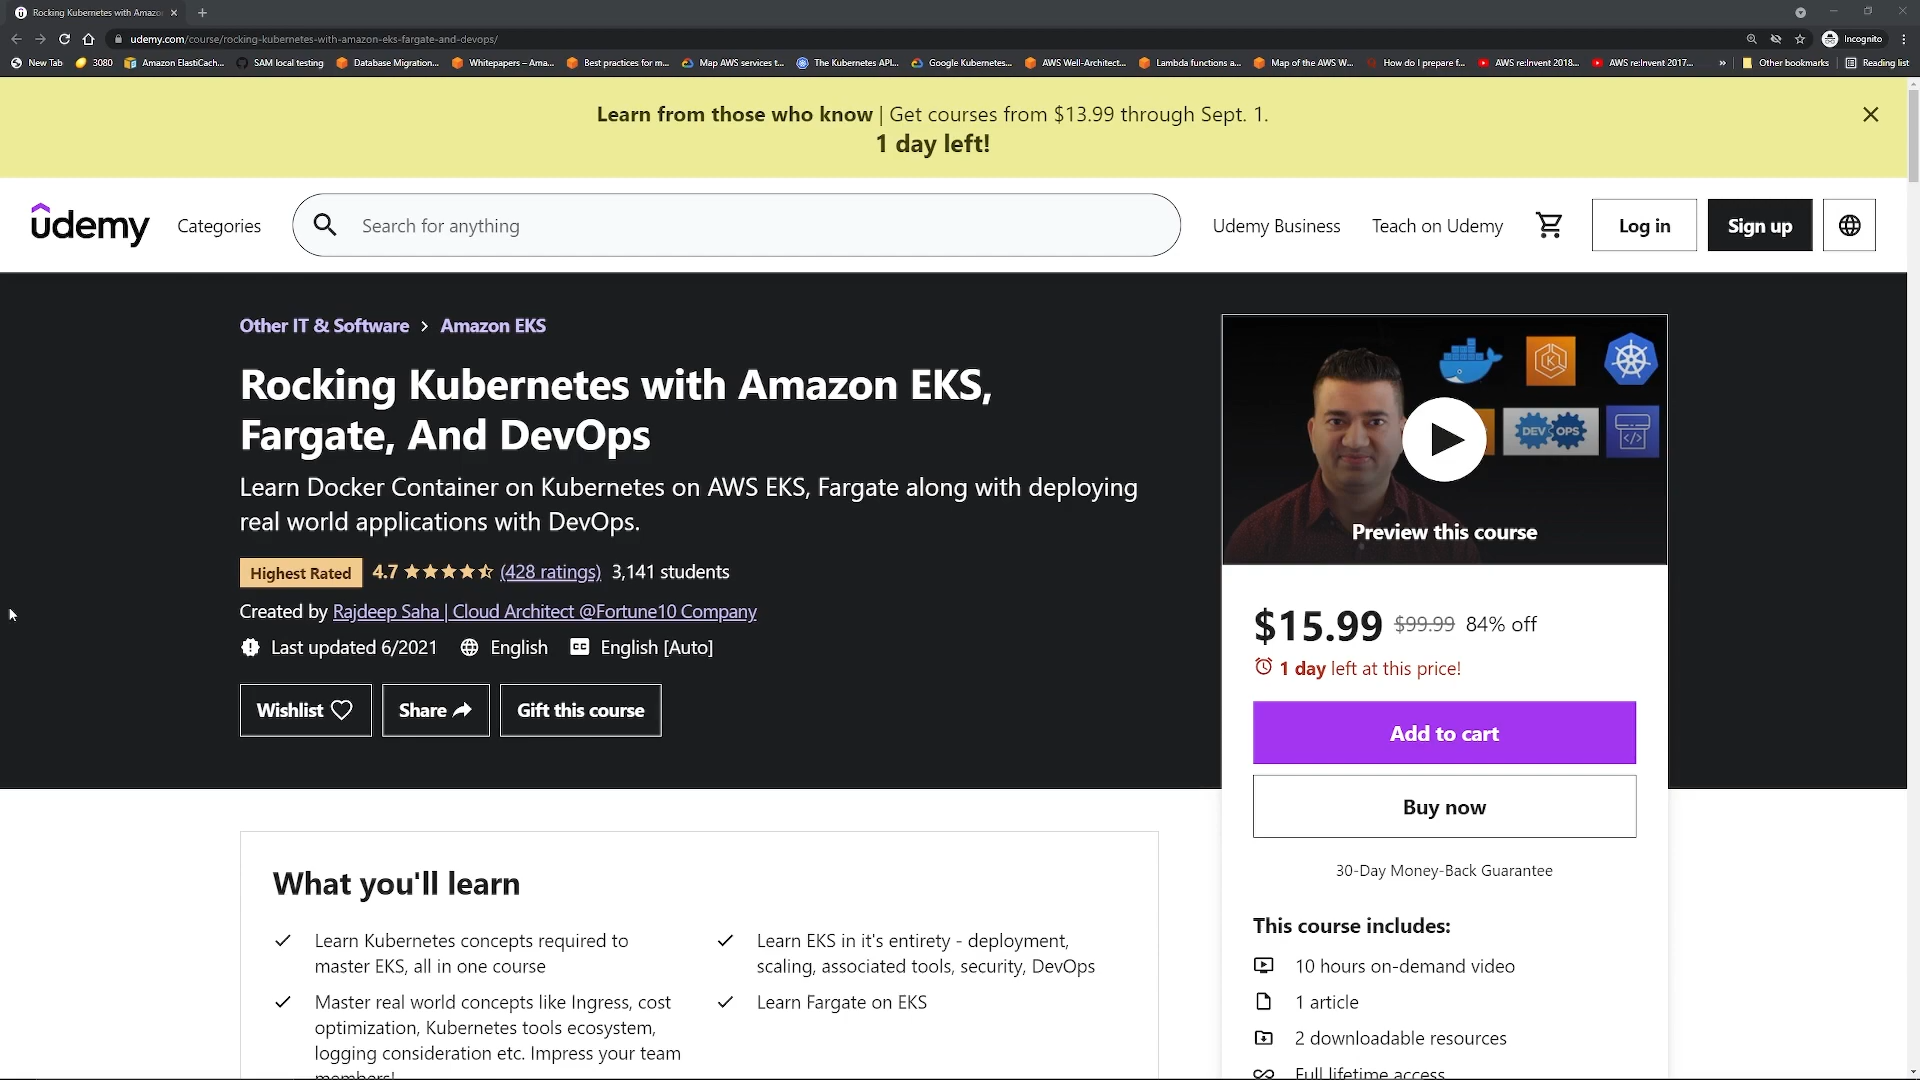 Rocking Kubernetes with Amazo
udemy.com/course/rocking-kubernetes-with-amazon-eks-fargate-and-devops/
Incognito
New Tab
3080
Amazon ElastiCach...
SAM local testing
Database Migration...
Whitepapers – Ama...
Best practices for m...
Map AWS services t...
The Kubernetes API...
Google Kubernetes...
AWS Well-Architect...
Lambda functions a...
Map of the AWS W...
How do I prepare f...
AWS re:Invent 2018...
AWS re:Invent 2017...
»
Other bookmarks
Reading list
Learn from those who know | Get courses from $13.99 through Sept. 1.
1 day left!
udemy
Categories
Search for anything
Udemy Business
Teach on Udemy
Log in
Sign up
Other IT & Software > Amazon EKS
Rocking Kubernetes with Amazon EKS,
Fargate, And DevOps
Learn Docker Container on Kubernetes on AWS EKS, Fargate along with deploying
real world applications with DevOps.
Highest Rated 4.7 (428 ratings) 3,141 students
Created by Rajdeep Saha | Cloud Architect @Fortune10 Company
Last updated 6/2021 English CC English [Auto]
Wishlist
Share
Gift this course
K
DEV OPS
</>
Preview this course
$15.99 $99.99 84% off
1 day left at this price!
Add to cart
Buy now
30-Day Money-Back Guarantee
This course includes:
10 hours on-demand video
1 article
2 downloadable resources
Full lifetime access
What you'll learn
Learn Kubernetes concepts required to
master EKS, all in one course
Master real world concepts like Ingress, cost
optimization, Kubernetes tools ecosystem,
logging consideration etc. Impress your team
members!
Learn EKS in it's entirety - deployment,
scaling, associated tools, security, DevOps
Learn Fargate on EKS